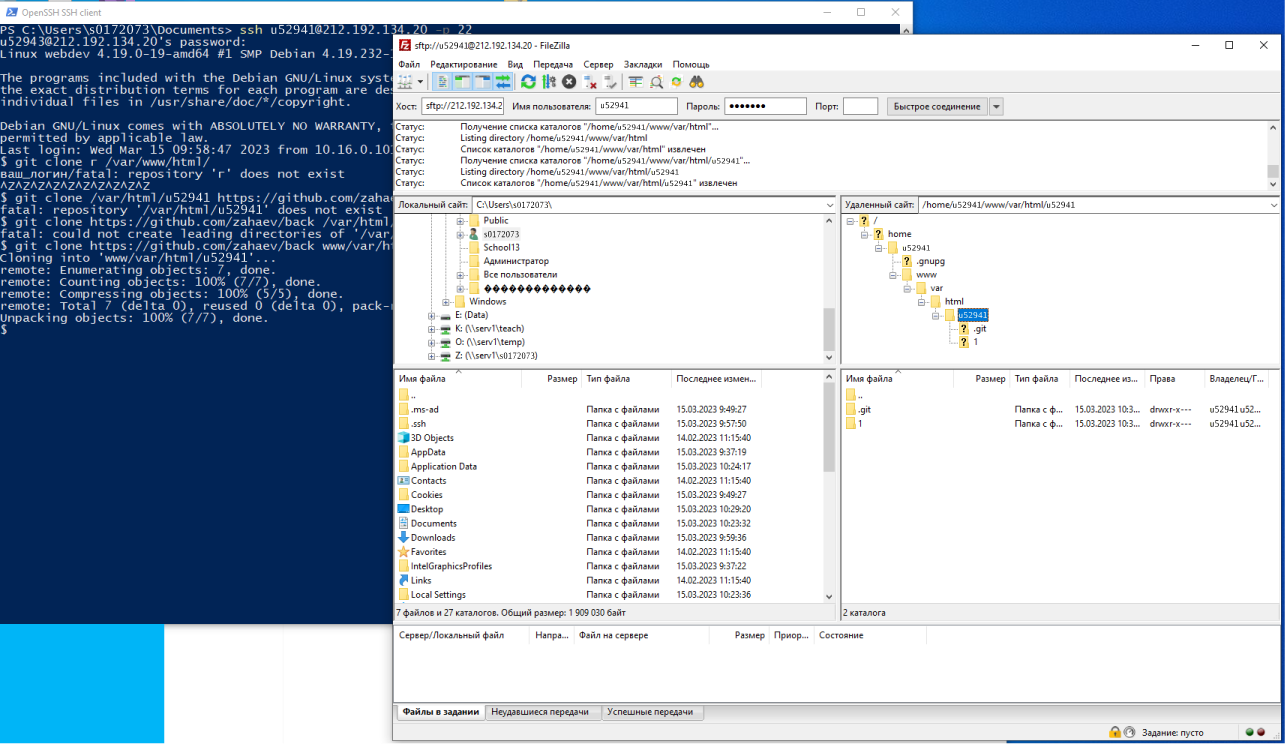 OpenSSH SSH client
PS C:\Users\s0172073\Documents> ssh u52941@212.192.134.20 -p 22
u52943@212.192.134.20's password:
Linux webdev 4.19.0-19-amd64 #1 SMP Debian 4.19.232-
The programs included with the Debian GNU/Linux syst
the exact distribution terms for each program are de
individual files in /usr/share/doc/*/copyright.
Debian GNU/Linux comes with ABSOLUTELY NO WARRANTY,
permitted by applicable law.
Last login: Wed Mar 15 09:58:47 2023 from 10.16.0.10
$ git clone r /var/www/html/
ваш_логин/fatal: repository 'r' does not exist
^Z^Z^Z^Z^Z^Z^Z^Z^Z^Z
$ git clone /var/html/u52941 https://github.com/zahae
fatal: repository '/var/html/u52941' does not exist
$ git clone https://github.com/zahaev/back /var/html/
fatal: could not create leading directories of '/var/
$ git clone https://github.com/zahaev/back www/var/h
Cloning into 'www/var/html/u52941'...
remote: Enumerating objects: 7, done.
remote: Counting objects: 100% (7/7), done.
remote: Compressing objects: 100% (5/5), done.
remote: Total 7 (delta 0), reused 0 (delta 0), pack-
Unpacking objects: 100% (7/7), done.
$
sftp://u52941@212.192.134.20 - FileZilla
Файл Редактирование Вид Передача Сервер Закладки Помощь
Хост: sftp://212.192.134.2 Имя пользователя: u52941 Пароль: ●●●●●●● Порт: Быстрое соединение
Статус: Получение списка каталогов "/home/u52941/www/var/html"...
Статус: Listing directory /home/u52941/www/var/html
Статус: Список каталогов "/home/u52941/www/var/html" извлечен
Статус: Получение списка каталогов "/home/u52941/www/var/html/u52941"...
Статус: Listing directory /home/u52941/www/var/html/u52941
Статус: Список каталогов "/home/u52941/www/var/html/u52941" извлечен
Локальный сайт: C:\Users\s0172073\
Public
s0172073
School13
Администратор
Все пользователи
��������������
Windows
E: (Data)
K: (\\serv1\teach)
O: (\\serv1\temp)
Z: (\\serv1\s0172073)
Удаленный сайт: /home/u52941/www/var/html/u52941
/
home
u52941
.gnupg
www
var
html
u52941
.git
1
Имя файла Размер Тип файла Последнее измен...
..
.ms-ad Папка с файлами 15.03.2023 9:49:27
.ssh Папка с файлами 15.03.2023 9:57:50
3D Objects Папка с файлами 14.02.2023 11:15:40
AppData Папка с файлами 15.03.2023 9:37:19
Application Data Папка с файлами 15.03.2023 10:24:17
Contacts Папка с файлами 14.02.2023 11:15:40
Cookies Папка с файлами 15.03.2023 9:49:27
Desktop Папка с файлами 15.03.2023 10:29:20
Documents Папка с файлами 15.03.2023 10:23:32
Downloads Папка с файлами 15.03.2023 9:59:36
Favorites Папка с файлами 14.02.2023 11:15:40
IntelGraphicsProfiles Папка с файлами 15.03.2023 9:37:22
Links Папка с файлами 14.02.2023 11:15:40
Local Settings Папка с файлами 15.03.2023 10:23:36
7 файлов и 27 каталогов. Общий размер: 1 909 030 байт
Имя файла Размер Тип файла Последнее из... Права Владелец/Г...
..
.git Папка с ф... 15.03.2023 10:3... drwxr-x--- u52941 u52...
1 Папка с ф... 15.03.2023 10:3... drwxr-x--- u52941 u52...
2 каталога
Сервер/Локальный файл Напра... Файл на сервере Размер Приор... Состояние
Файлы в задании Неудавшиеся передачи Успешные передачи
Задание: пусто